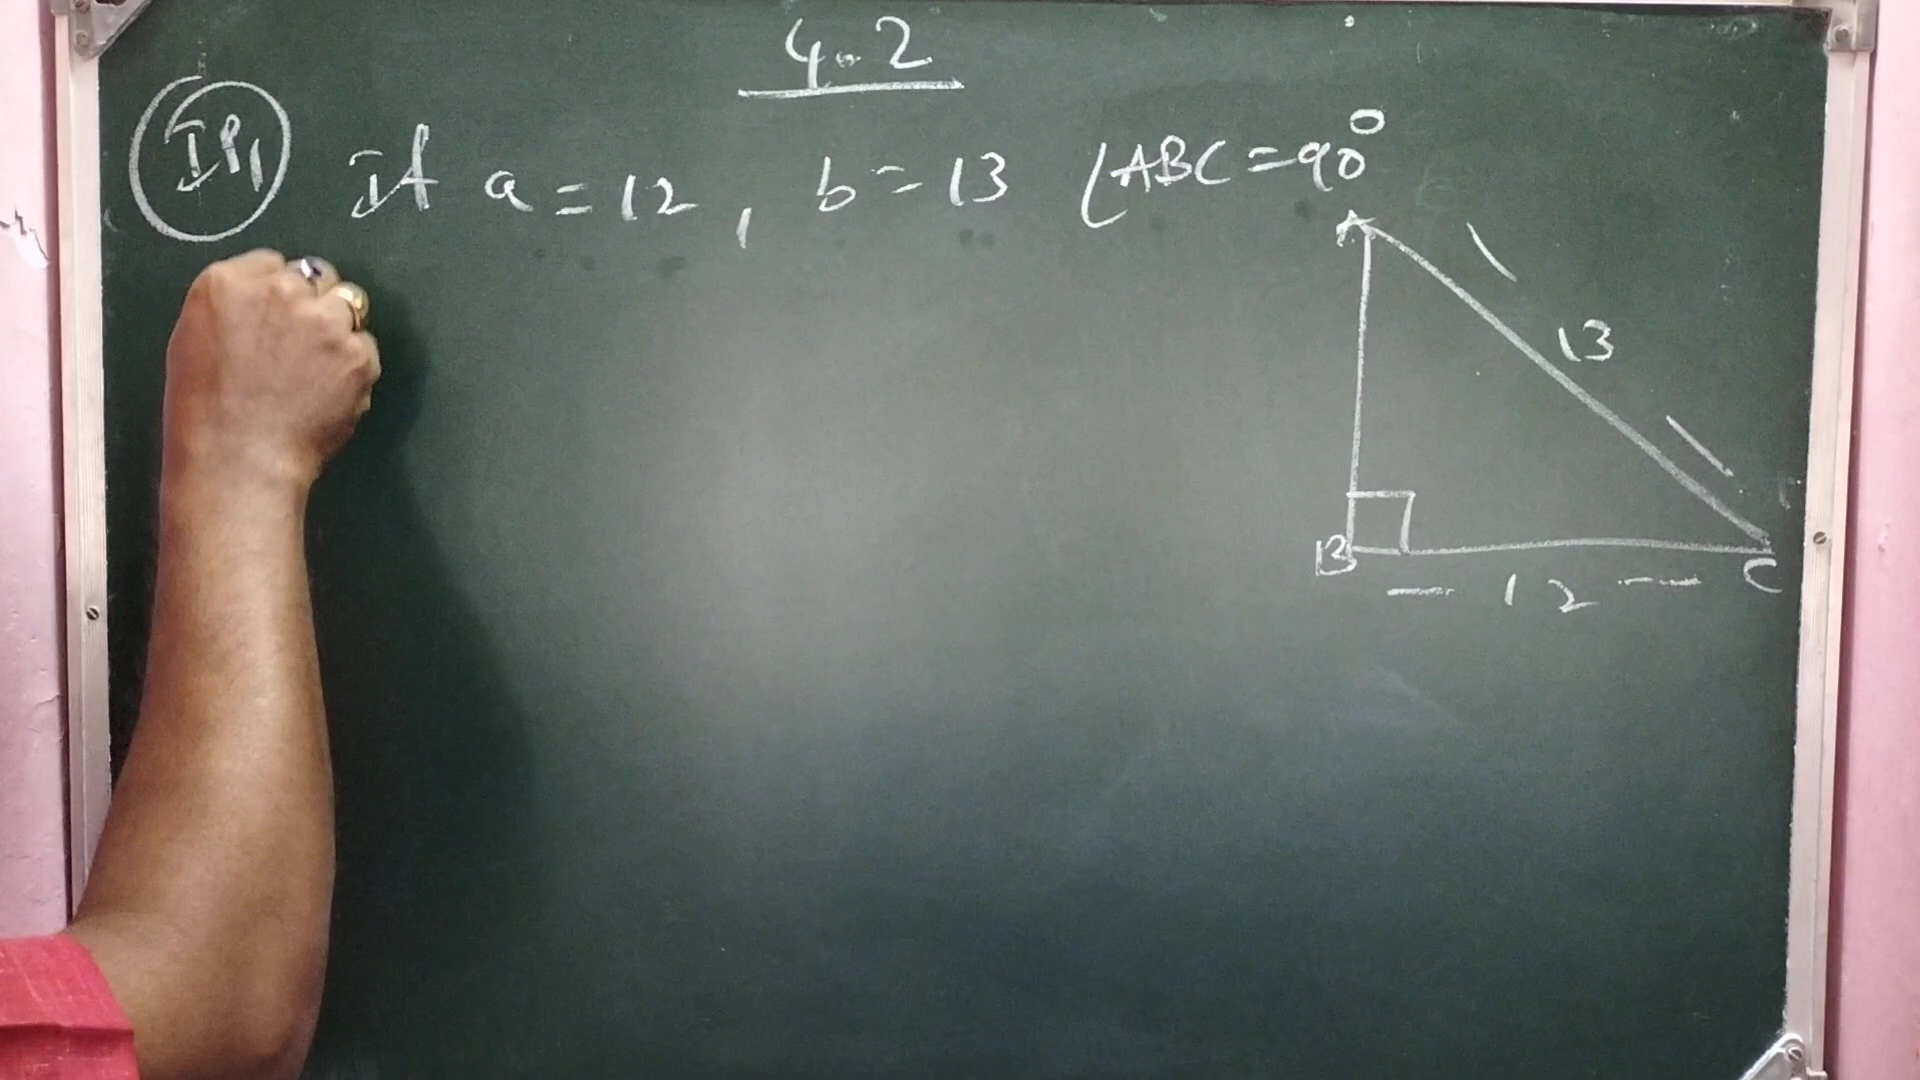 4.2
IP1 If a = 12, b = 13 ∠ABC = 90°
A
13
B
C
12